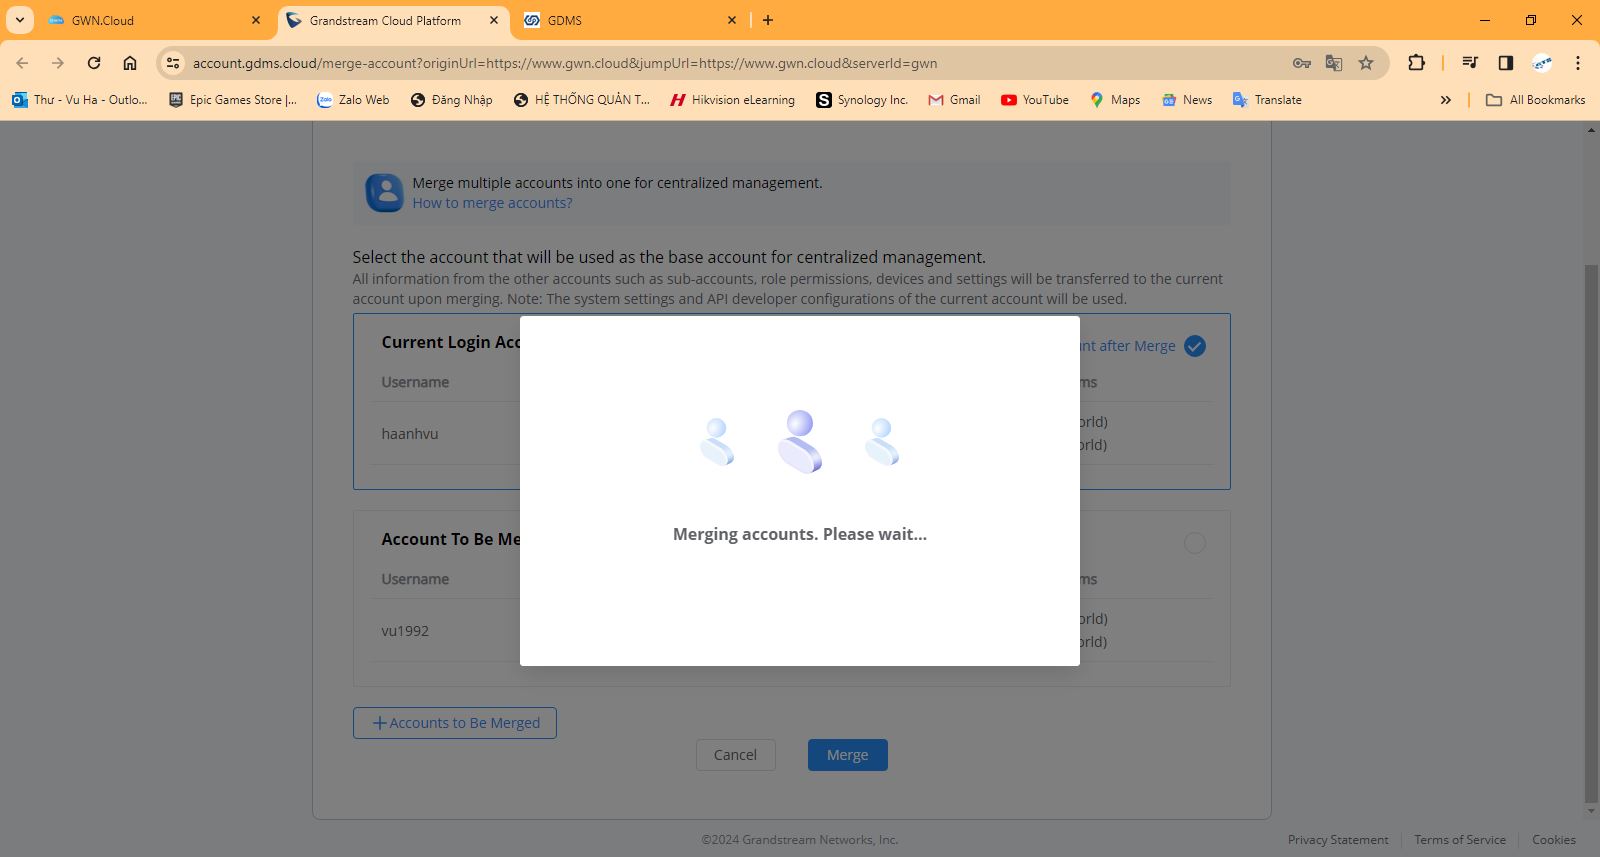 GWN.Cloud
Grandstream Cloud Platform
GDMS
account.gdms.cloud/merge-account?originUrl=https://www.gwn.cloud&jumpUrl=https://www.gwn.cloud&serverId=gwn
Thư - Vu Ha - Outlo...
Epic Games Store |...
Zalo Web
Đăng Nhập
HỆ THỐNG QUẢN T...
Hikvision eLearning
Synology Inc.
Gmail
YouTube
Maps
News
Translate
All Bookmarks
Merge multiple accounts into one for centralized management.
How to merge accounts?
Select the account that will be used as the base account for centralized management.
All information from the other accounts such as sub-accounts, role permissions, devices and settings will be transferred to the current
account upon merging. Note: The system settings and API developer configurations of the current account will be used.
Current Login Acc
nt after Merge
Username
ms
haanhvu
orld)
orld)
Merging accounts. Please wait...
Account To Be Me
Username
ms
vu1992
orld)
orld)
+ Accounts to Be Merged
Cancel
Merge
©2024 Grandstream Networks, Inc.
Privacy Statement
Terms of Service
Cookies